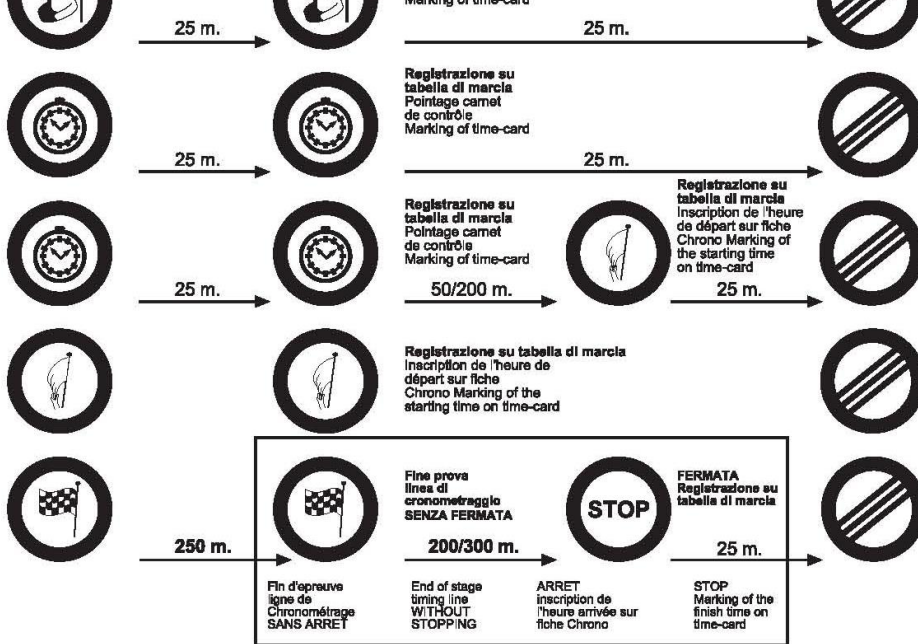 Marking of time-card
25 m.
25 m.
Registrazione su
tabella di marcia
Pointage carnet
de contrôle
Marking of time-card
25 m.
25 m.
Registrazione su
tabella di marcia
Pointage carnet
de contrôle
Marking of time-card
Registrazione su
tabella di marcia
Inscription de l'heure
de départ sur fiche
Chrono Marking of
the starting time
on time-card
25 m.
50/200 m.
25 m.
Registrazione su tabella di marcia
Inscription de l'heure de
départ sur fiche
Chrono Marking of the
starting time on time-card
Fine prova
linea di
cronometraggio
SENZA FERMATA
STOP
FERMATA
Registrazione su
tabella di marcia
250 m.
200/300 m.
25 m.
Fin d'epreuve
ligne de
Chronométrage
SANS ARRET
End of stage
timing line
WITHOUT
STOPPING
ARRET
inscription de
l'heure arrivée sur
fiche Chrono
STOP
Marking of the
finish time on
time-card